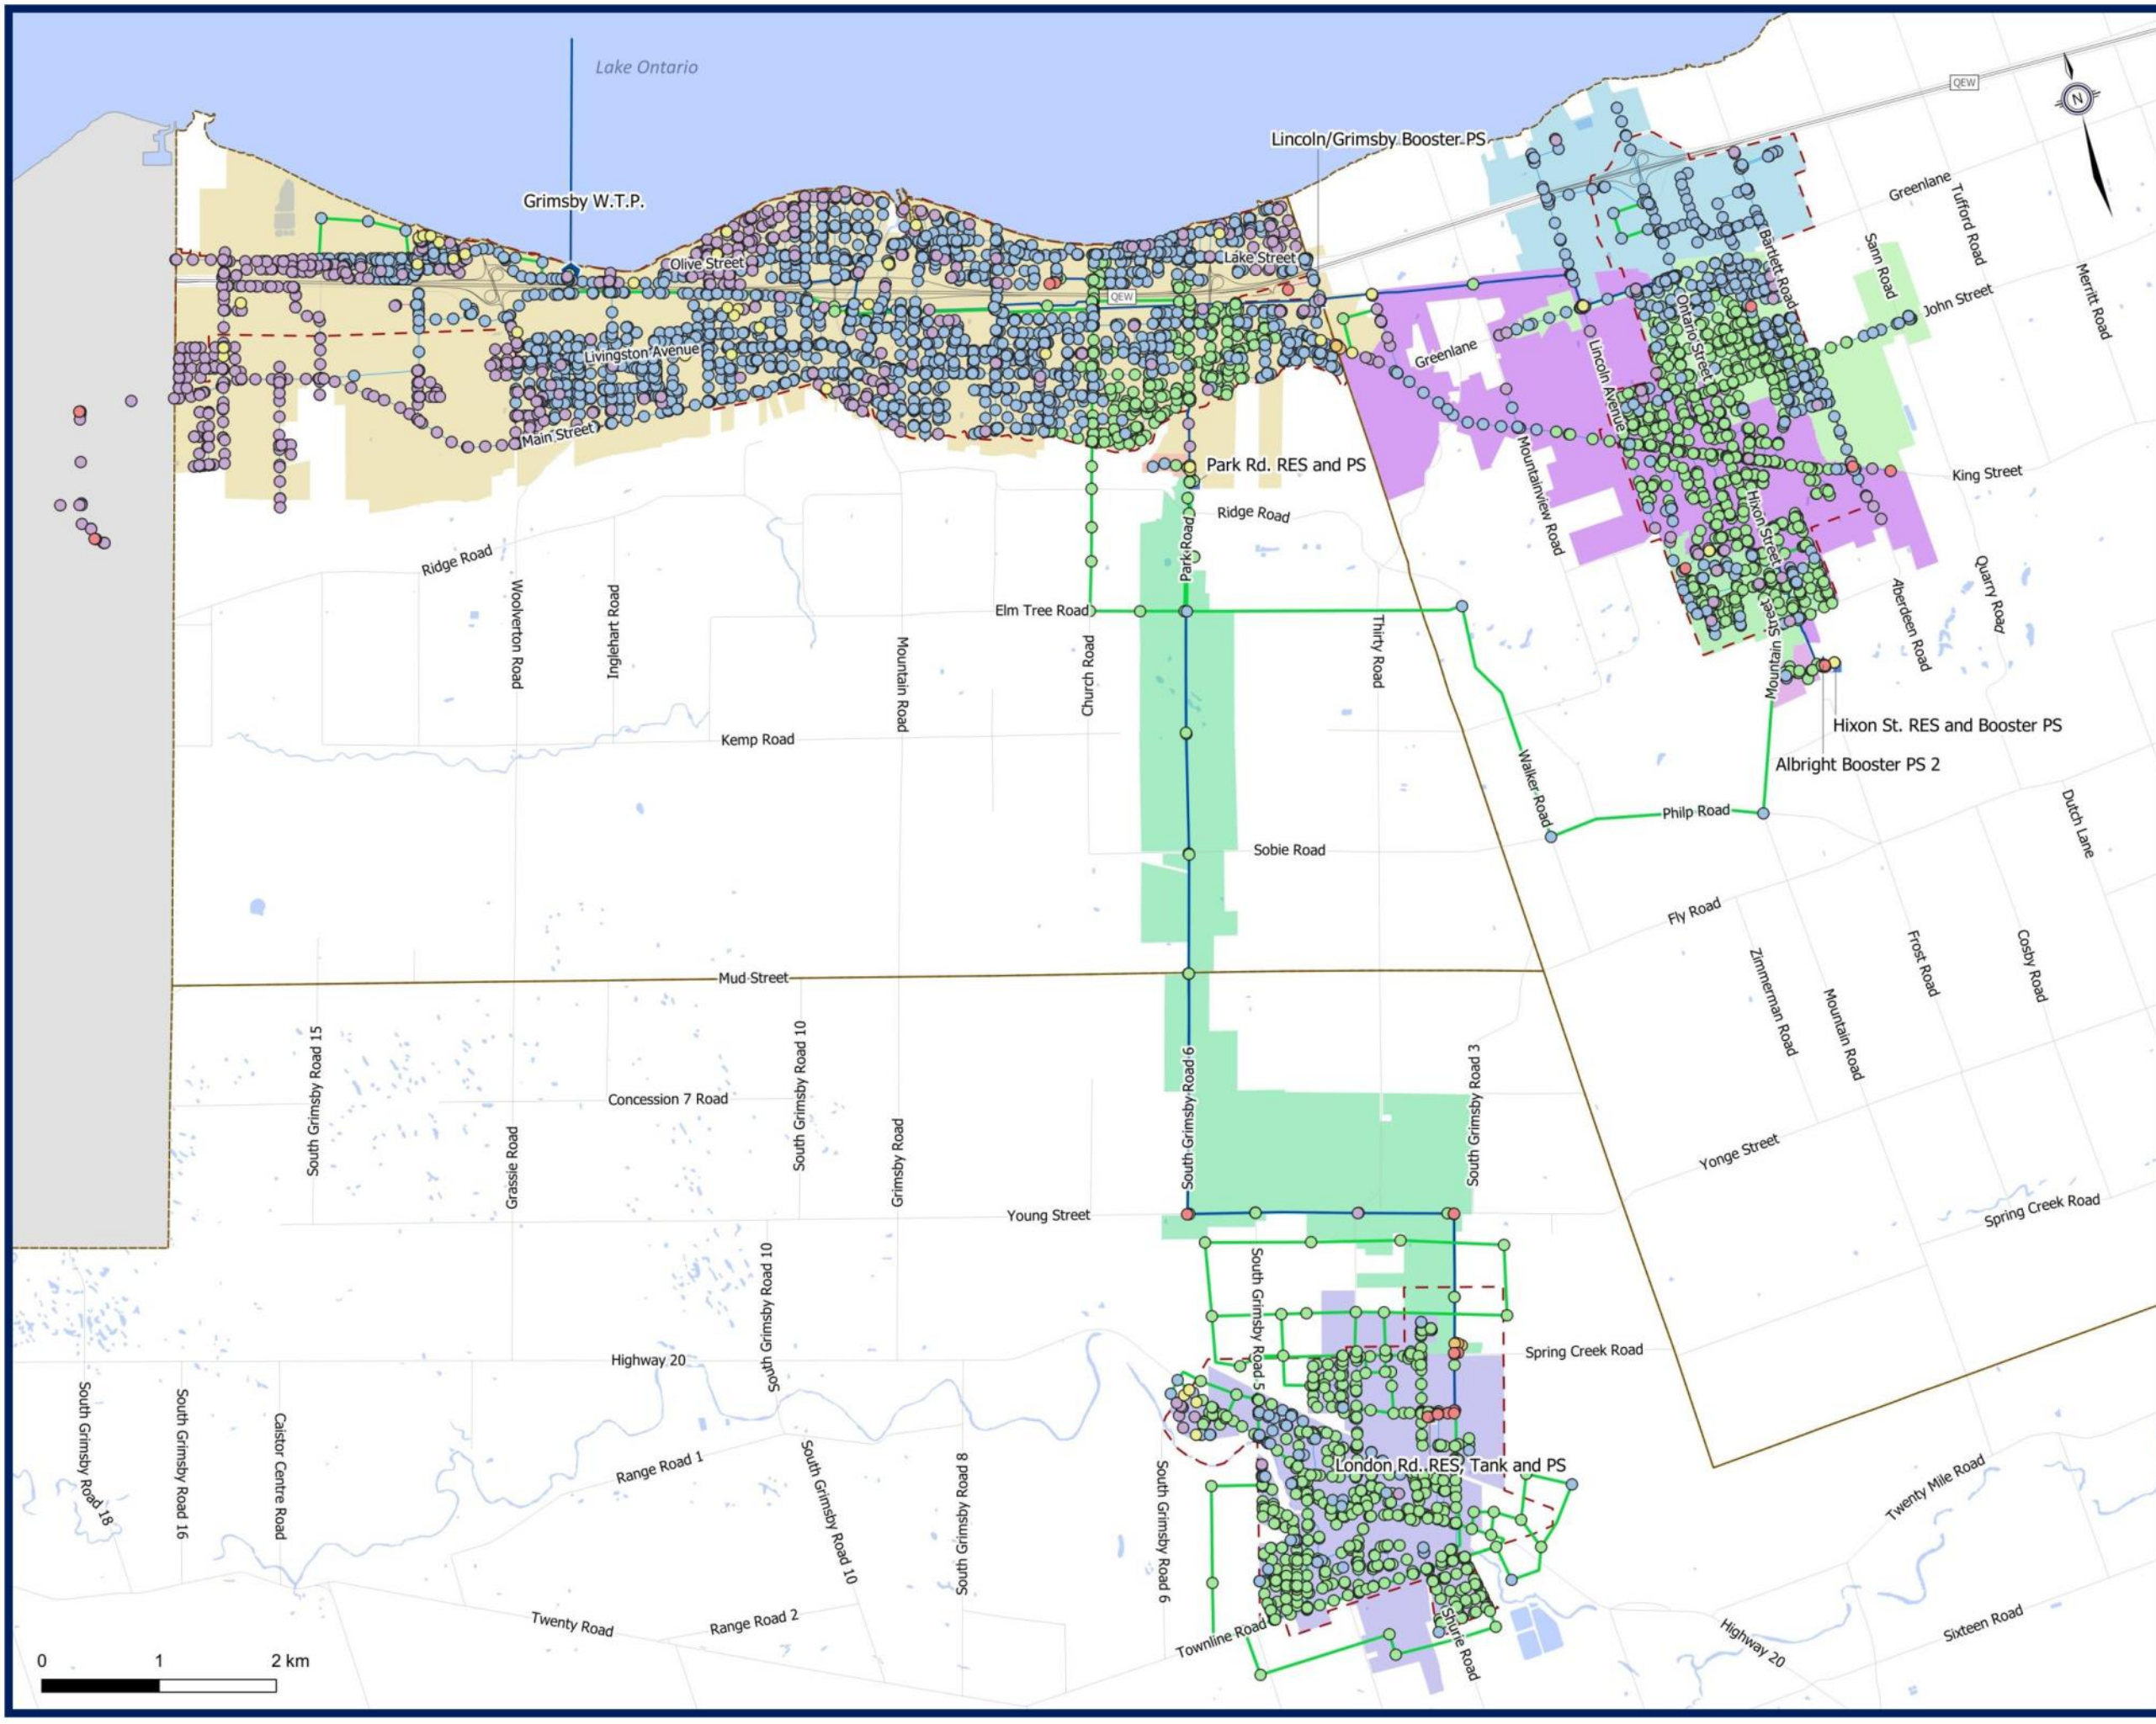 Lake Ontario
QEW
N
Lincoln/Grimsby Booster PS
Grimsby W.T.P.
Greenlane
Tufford Road
Sann Road
Bartlett Road
Merritt Road
Olive Street
Lake Street
QEW
John Street
Ontario Street
Livingston Avenue
Greenlane
Lincoln Avenue
Main Street
Mountainview Road
Park Rd. RES and PS
King Street
Ridge Road
Hixon Street
Park Road
Ridge Road
Quarry Road
Woolverton Road
Inglehart Road
Elm Tree Road
Aberdeen Road
Mountain Street
Thirty Road
Mountain Road
Church Road
Kemp Road
Hixon St. RES and Booster PS
Walker Road
Albright Booster PS 2
Philp Road
Dutch Lane
Sobie Road
Fly Road
Mud Street
Zimmerman Road
Frost Road
Cosby Road
Mountain Road
South Grimsby Road 15
South Grimsby Road 10
South Grimsby Road 6
South Grimsby Road 3
Concession 7 Road
Grassie Road
Grimsby Road
Yonge Street
Young Street
Spring Creek Road
South Grimsby Road 10
South Grimsby Road 5
Highway 20
Spring Creek Road
South Grimsby Road 18
South Grimsby Road 16
Caistor Centre Road
Range Road 1
South Grimsby Road 10
South Grimsby Road 8
South Grimsby Road 6
London Rd. RES, Tank and PS
Twenty Mile Road
Twenty Road
Range Road 2
Townline Road
Shurie Road
Highway 20
Sixteen Road
0 1 2 km